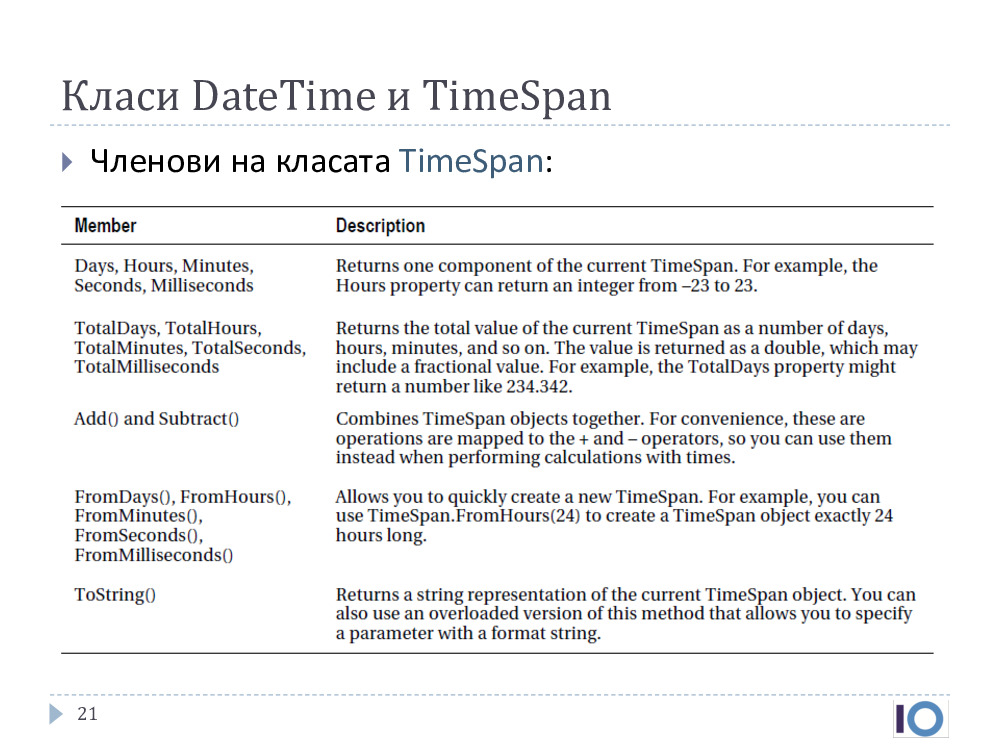 Класи DateTime и TimeSpan
Членови на класата TimeSpan:
Member Description
Days, Hours, Minutes, Returns one component of the current TimeSpan. For example, the
Seconds, Milliseconds Hours property can return an integer from –23 to 23.
TotalDays, TotalHours, Returns the total value of the current TimeSpan as a number of days,
TotalMinutes, TotalSeconds, hours, minutes, and so on. The value is returned as a double, which may
TotalMilliseconds include a fractional value. For example, the TotalDays property might
return a number like 234.342.
Add() and Subtract() Combines TimeSpan objects together. For convenience, these are
operations are mapped to the + and – operators, so you can use them
instead when performing calculations with times.
FromDays(), FromHours(), Allows you to quickly create a new TimeSpan. For example, you can
FromMinutes(), use TimeSpan.FromHours(24) to create a TimeSpan object exactly 24
FromSeconds(), hours long.
FromMilliseconds()
ToString() Returns a string representation of the current TimeSpan object. You can
also use an overloaded version of this method that allows you to specify
a parameter with a format string.
21
IO